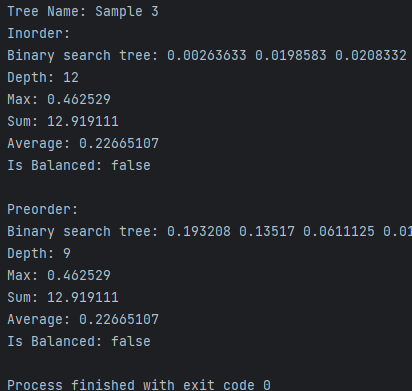 Tree Name: Sample 3
Inorder:
Binary search tree: 0.00263633 0.0198583 0.0208332
Depth: 12
Max: 0.462529
Sum: 12.919111
Average: 0.22665107
Is Balanced: false
Preorder:
Binary search tree: 0.193208 0.13517 0.0611125 0.01
Depth: 9
Max: 0.462529
Sum: 12.919111
Average: 0.22665107
Is Balanced: false
Process finished with exit code 0